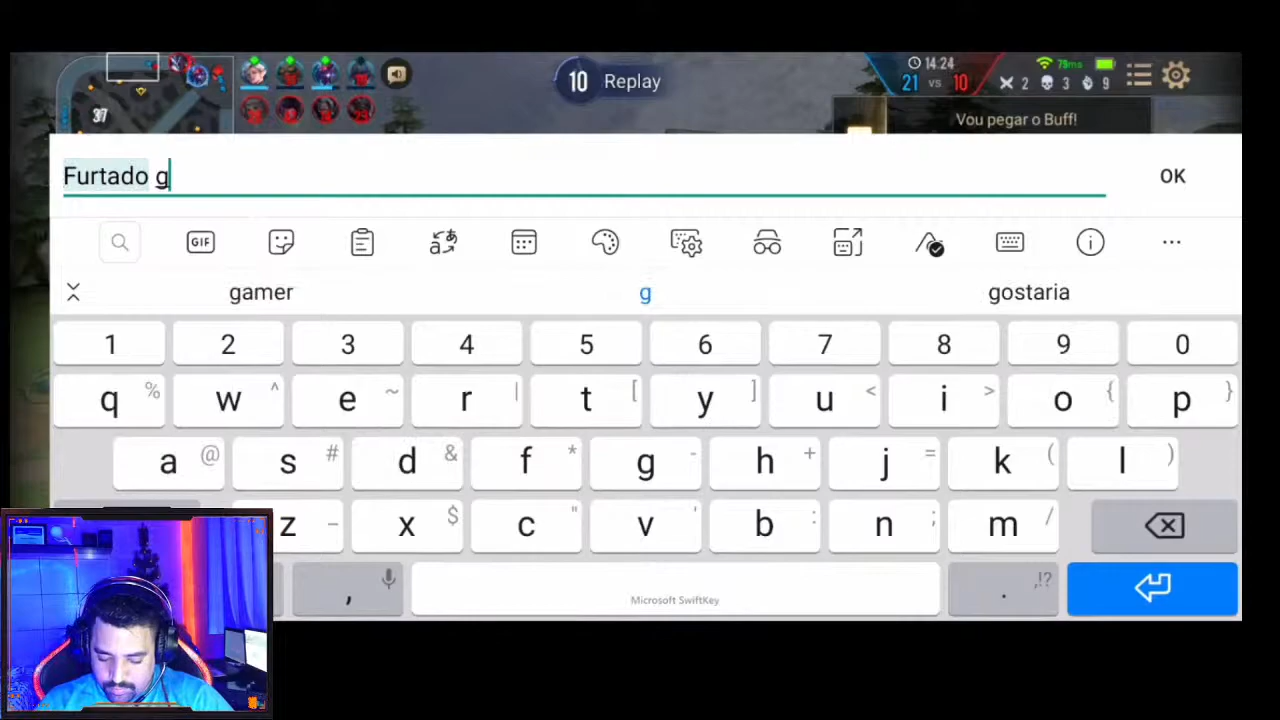 37
10 Replay
14:24
79ms
21 vs 10
2 3 9
Vou pegar o Buff!
Furtado g
OK
GIF
gamer g gostaria
1 2 3 4 5 6 7 8 9 0
q % w ^ e ~ r | t [ y ] u < i > o { p }
a @ s # d & f * g - h + j = k ( l )
z _ x $ c " v ' b : n ; m /
, Microsoft SwiftKey . ,!?